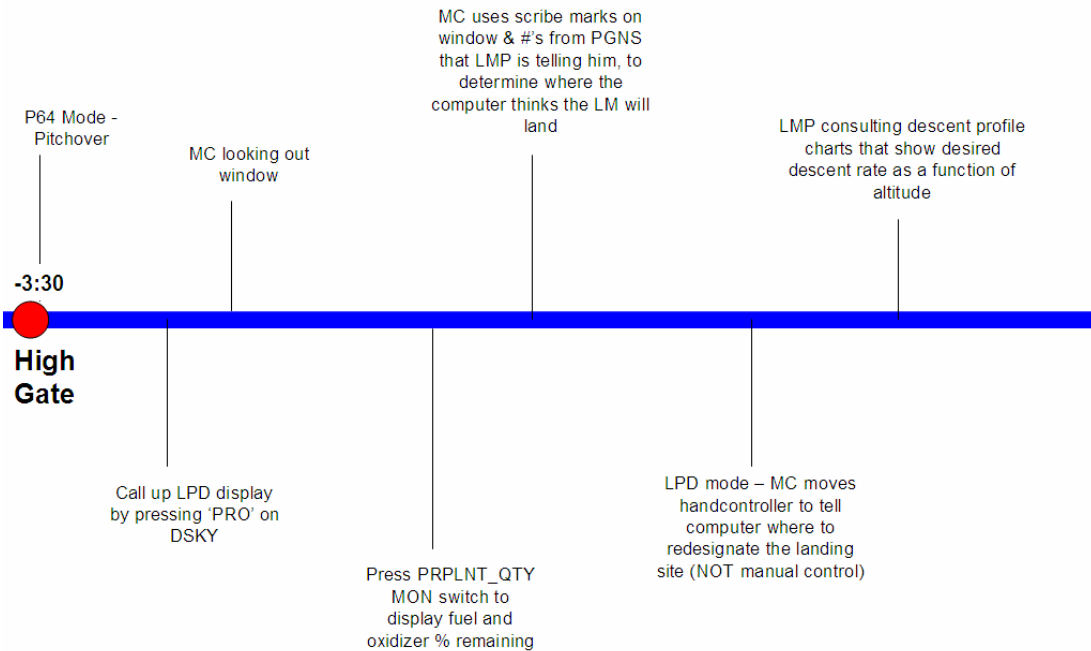 MC uses scribe marks on
window & #'s from PGNS
that LMP is telling him, to
determine where the
computer thinks the LM will
land
P64 Mode -
Pitchover
MC looking out
window
LMP consulting descent profile
charts that show desired
descent rate as a function of
altitude
-3:30
High
Gate
Call up LPD display
by pressing ‘PRO’ on
DSKY
Press PRPLNT_QTY
MON switch to
display fuel and
oxidizer % remaining
LPD mode – MC moves
handcontroller to tell
computer where to
redesignate the landing
site (NOT manual control)